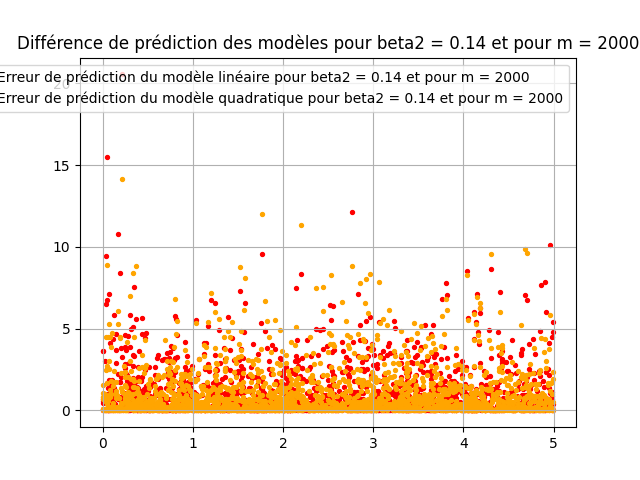 Différence de prédiction des modèles pour beta2 = 0.14 et pour m = 2000
Erreur de prédiction du modèle linéaire pour beta2 = 0.14 et pour m = 2000
Erreur de prédiction du modèle quadratique pour beta2 = 0.14 et pour m = 2000
20
15
10
5
0
0 1 2 3 4 5